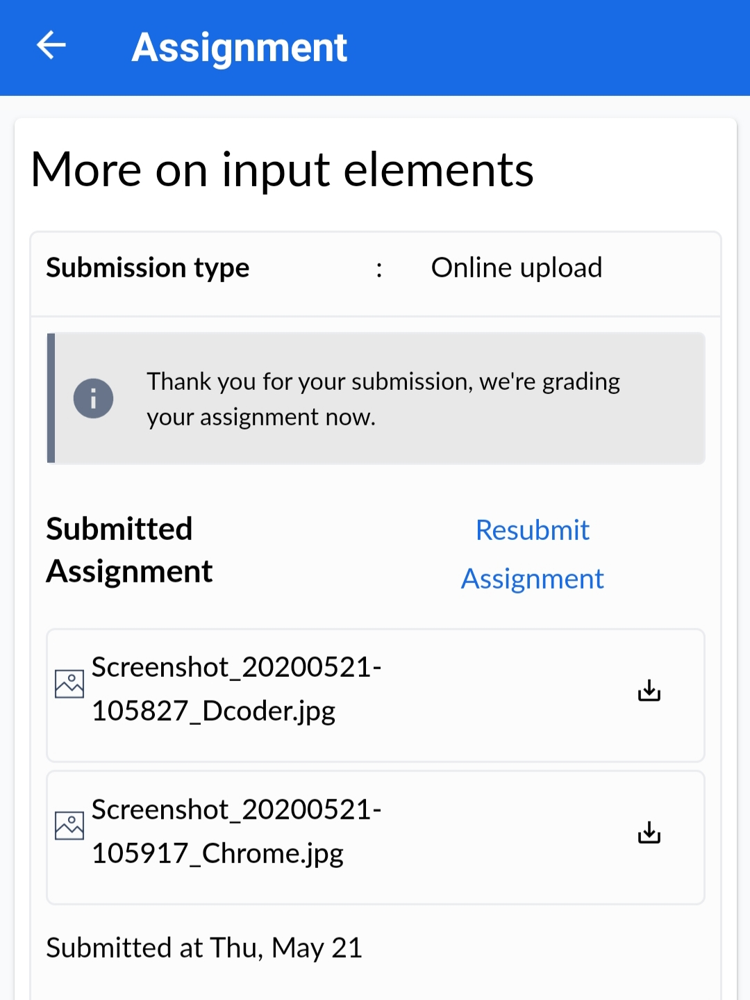 Assignment
More on input elements
Submission type : Online upload
Thank you for your submission, we're grading
your assignment now.
Submitted
Assignment
Resubmit
Assignment
Screenshot_20200521-
105827_Dcoder.jpg
Screenshot_20200521-
105917_Chrome.jpg
Submitted at Thu, May 21